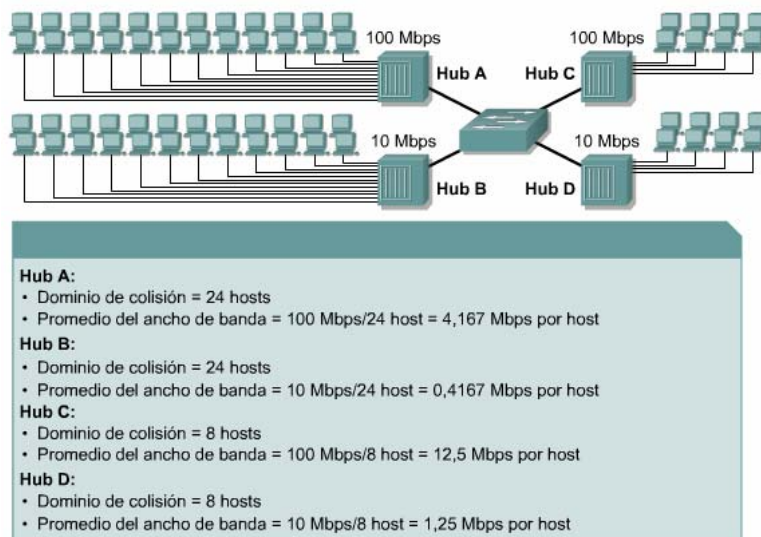 100 Mbps
100 Mbps
Hub A
Hub C
10 Mbps
10 Mbps
Hub B
Hub D
Hub A:
• Dominio de colisión = 24 hosts
• Promedio del ancho de banda = 100 Mbps/24 host = 4,167 Mbps por host
Hub B:
• Dominio de colisión = 24 hosts
• Promedio del ancho de banda = 10 Mbps/24 host = 0,4167 Mbps por host
Hub C:
• Dominio de colisión = 8 hosts
• Promedio del ancho de banda = 100 Mbps/8 host = 12,5 Mbps por host
Hub D:
• Dominio de colisión = 8 hosts
• Promedio del ancho de banda = 10 Mbps/8 host = 1,25 Mbps por host